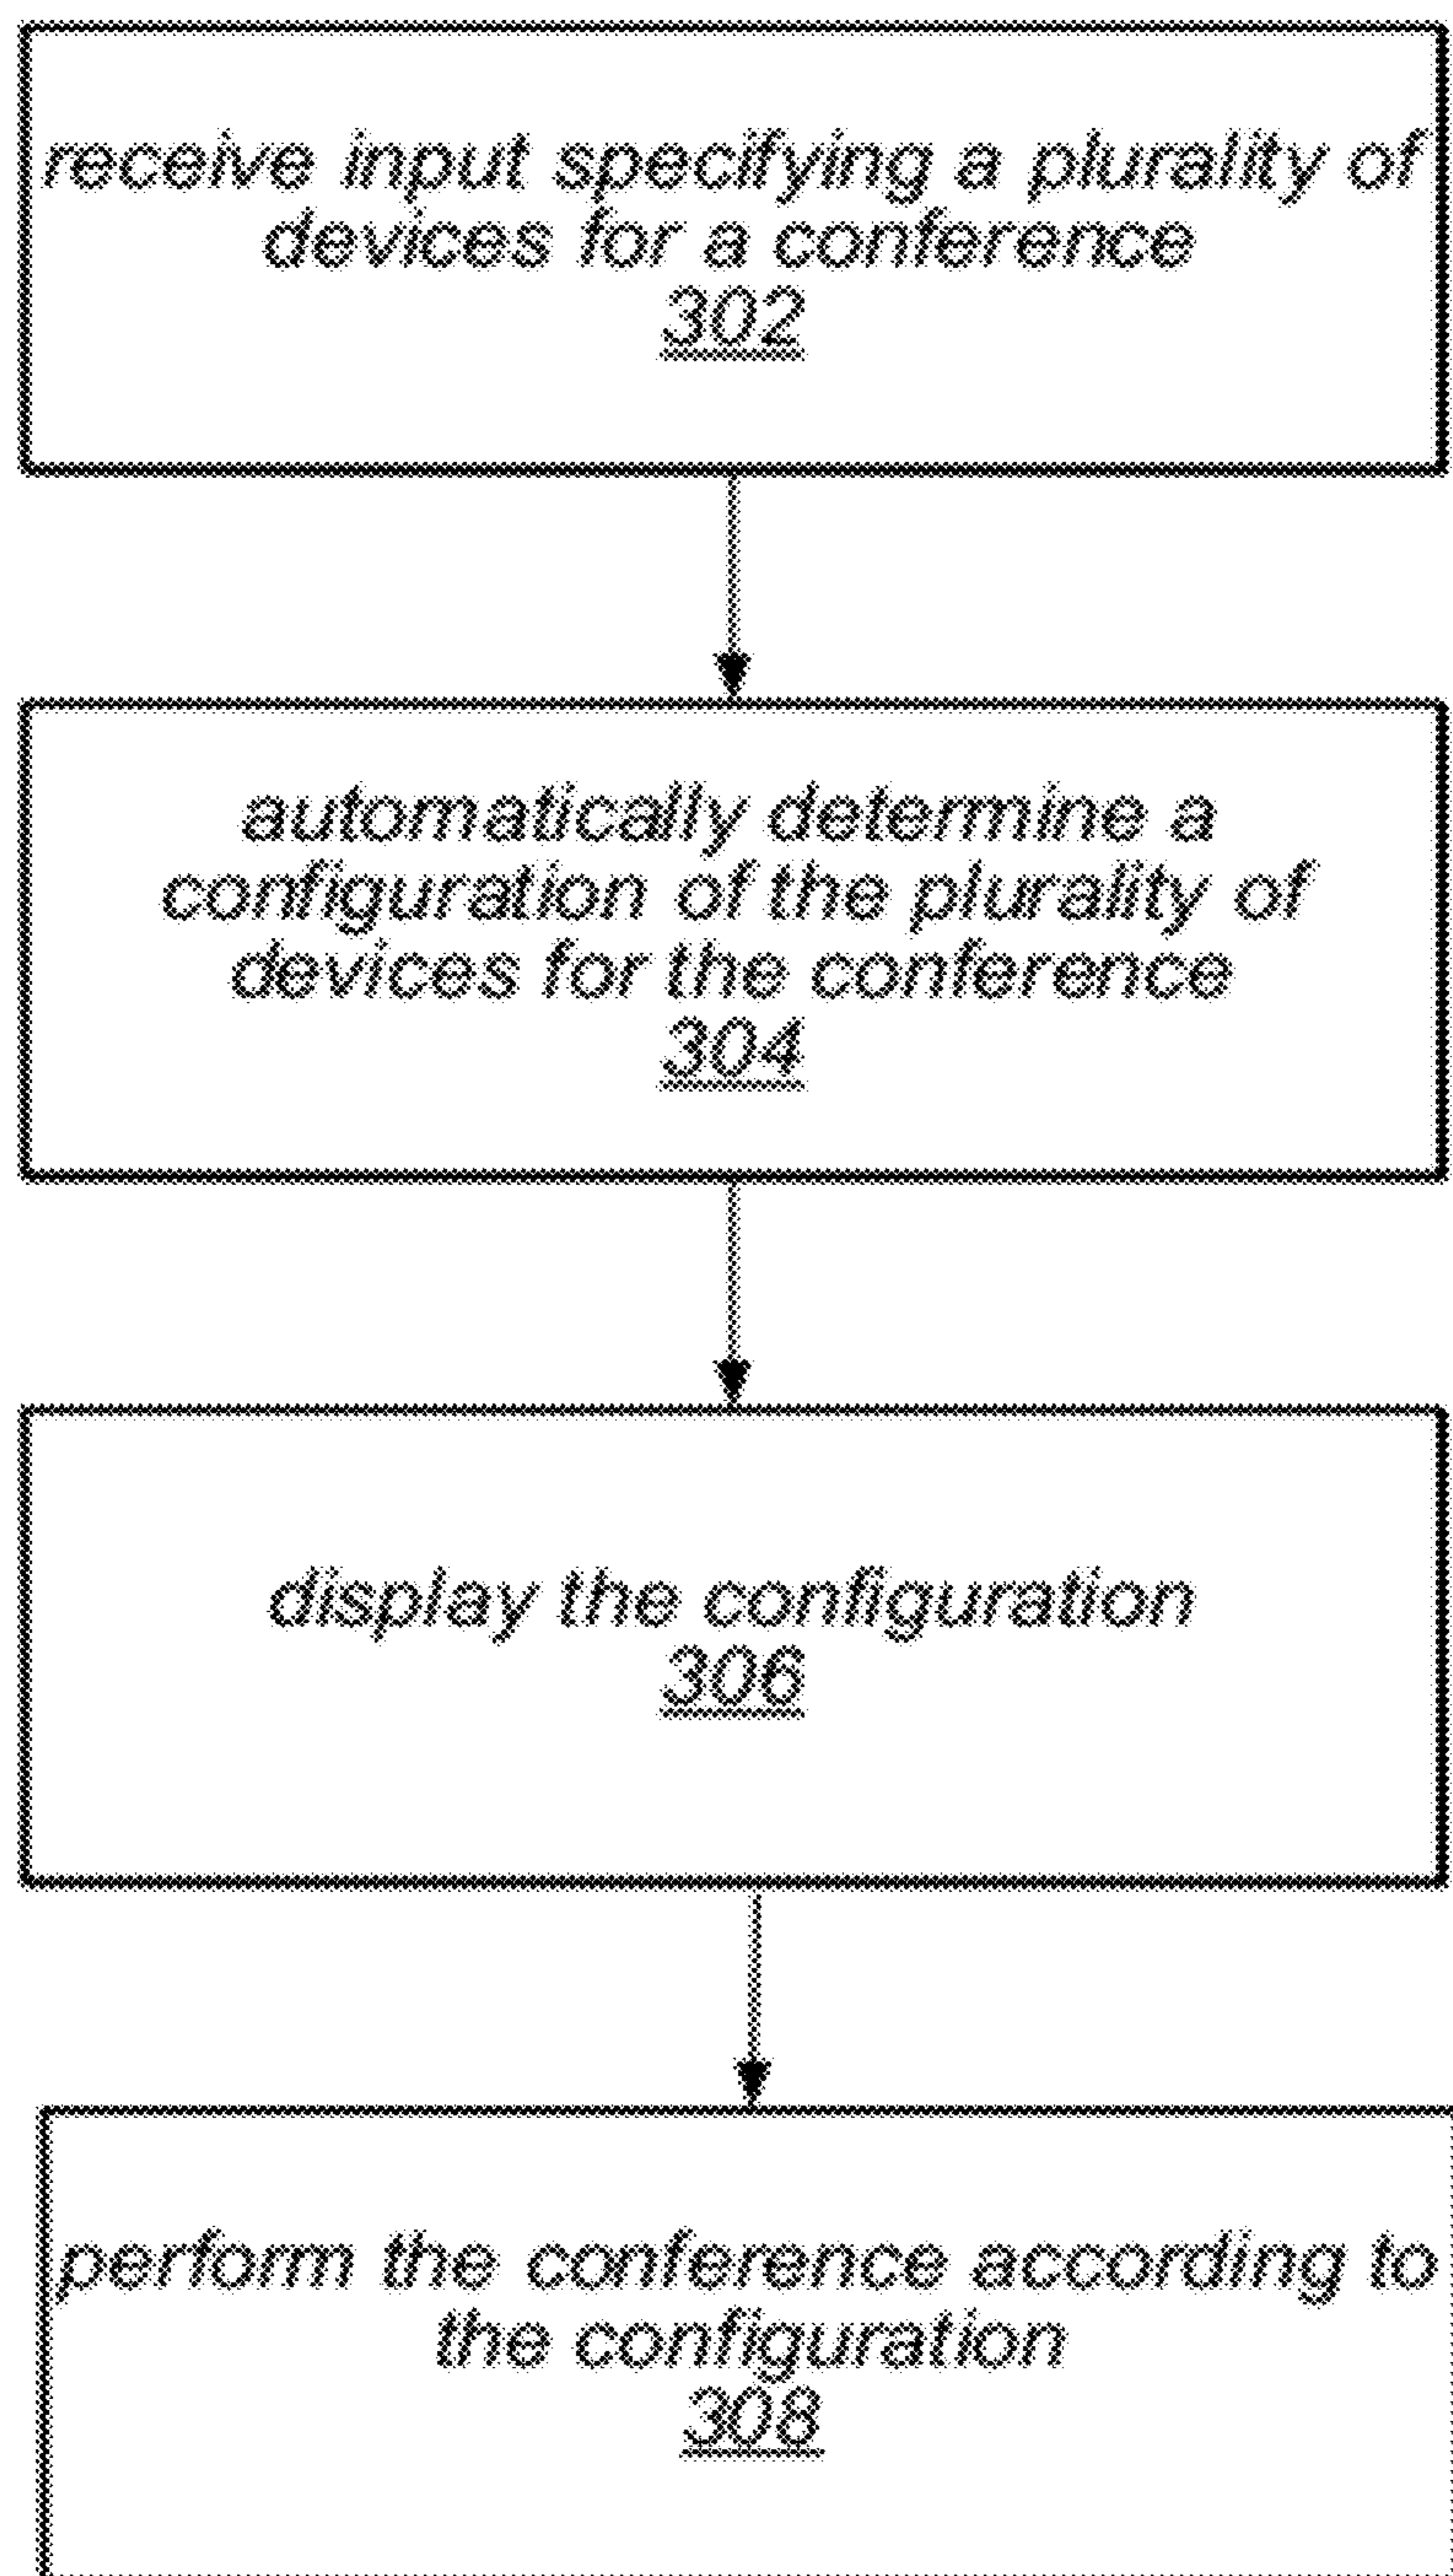 receive input specifying a plurality of
devices for a conference
302
automatically determine a
configuration of the plurality of
devices for the conference
304
display the configuration
306
perform the conference according to
the configuration
308